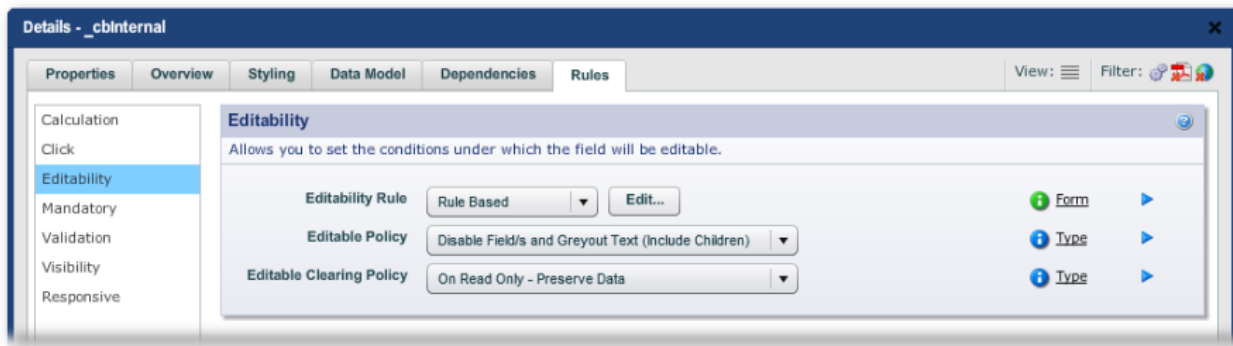 Details - _cbInternal
Properties Overview Styling Data Model Dependencies Rules View: Filter:
Calculation
Click
Editability
Mandatory
Validation
Visibility
Responsive
Editability
Allows you to set the conditions under which the field will be editable.
Editability Rule Rule Based Edit... Form
Editable Policy Disable Field/s and Greyout Text (Include Children) Type
Editable Clearing Policy On Read Only - Preserve Data Type